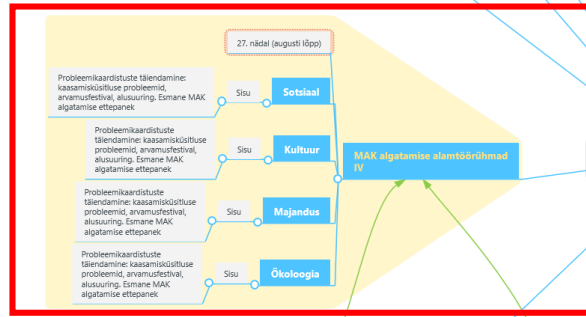 27. nädal (augusti lõpp)
Probleemikaardistuste täiendamine:
kaasamisküsitluse probleemid,
arvamusfestival, alusuuring. Esmane MAK
algatamise ettepanek
Sisu
Sotsiaal
Probleemikaardistuste
täiendamine: kaasamisküsitluse
probleemid, arvamusfestival,
alusuuring. Esmane MAK
algatamise ettepanek
Sisu
Kultuur
MAK algatamise alamtöörühmad
IV
Probleemikaardistuste
täiendamine: kaasamisküsitluse
probleemid, arvamusfestival,
alusuuring. Esmane MAK
algatamise ettepanek
Sisu
Majandus
Probleemikaardistuste
täiendamine: kaasamisküsitluse
probleemid, arvamusfestival,
alusuuring. Esmane MAK
algatamise ettepanek
Sisu
Ökoloogia